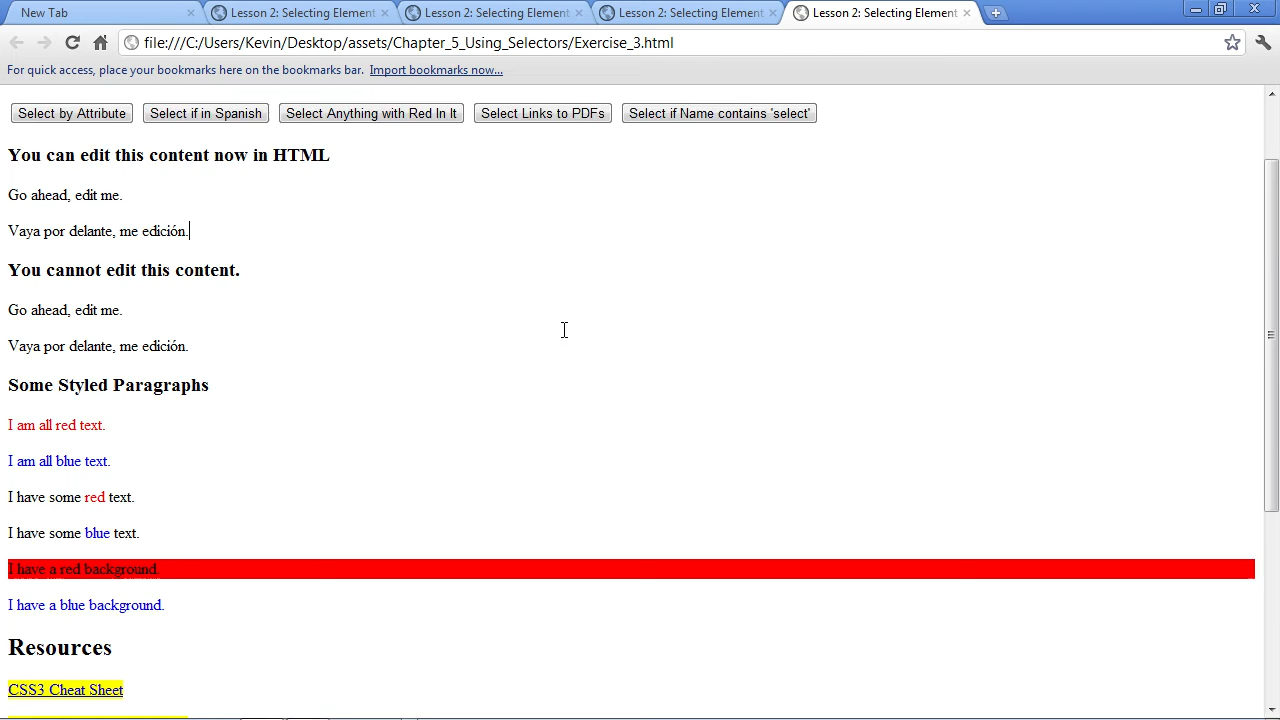 New Tab
Lesson 2: Selecting Element
Lesson 2: Selecting Element
Lesson 2: Selecting Element
Lesson 2: Selecting Element
file:///C:/Users/Kevin/Desktop/assets/Chapter_5_Using_Selectors/Exercise_3.html
For quick access, place your bookmarks here on the bookmarks bar. Import bookmarks now...
Select by Attribute Select if in Spanish Select Anything with Red In It Select Links to PDFs Select if Name contains 'select'
You can edit this content now in HTML
Go ahead, edit me.
Vaya por delante, me edición.
You cannot edit this content.
Go ahead, edit me.
Vaya por delante, me edición.
Some Styled Paragraphs
I am all red text.
I am all blue text.
I have some red text.
I have some blue text.
I have a red background.
I have a blue background.
Resources
CSS3 Cheat Sheet